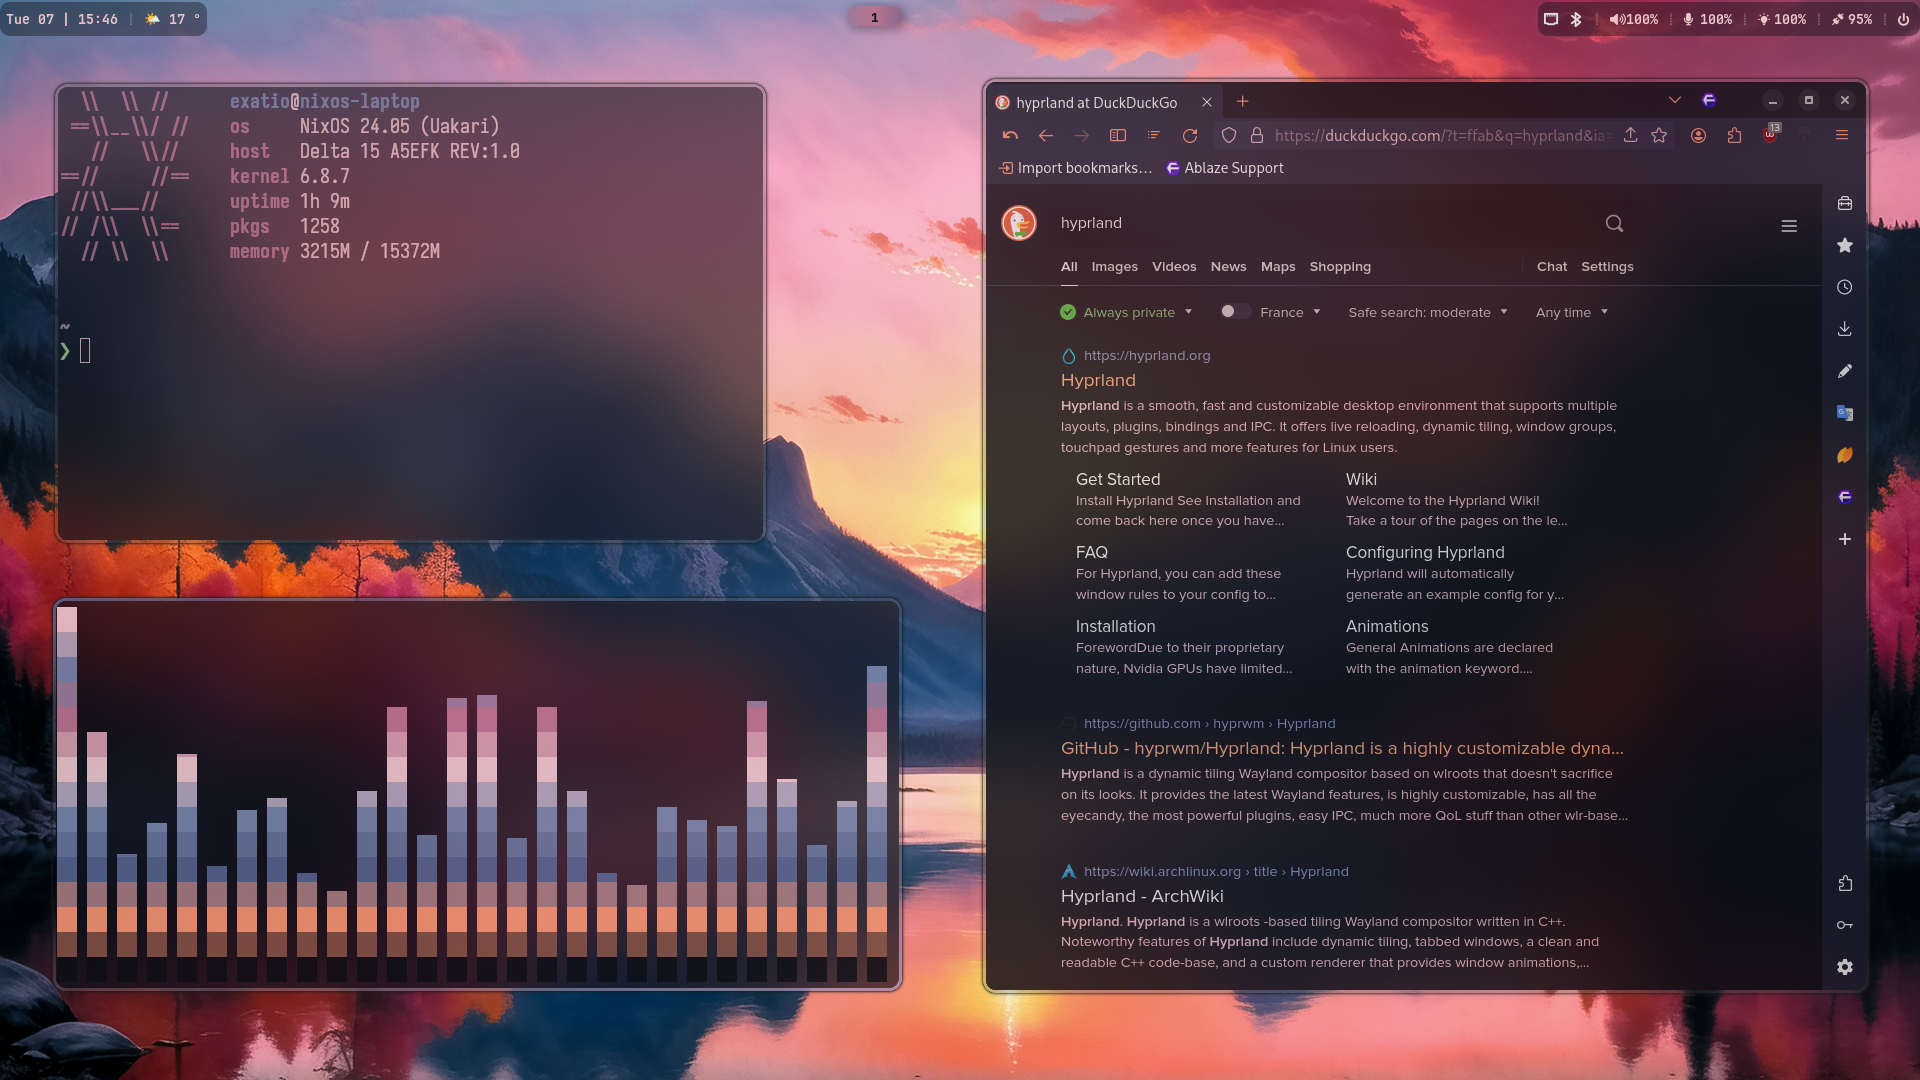 Tue 07 | 15:46 17 °
1
100% 100% 100% 95%
exatio@nixos-laptop
os NixOS 24.05 (Uakari)
host Delta 15 A5EFK REV:1.0
kernel 6.8.7
uptime 1h 9m
pkgs 1258
memory 3215M / 15372M
~
❯
hyprland at DuckDuckGo
https://duckduckgo.com/?t=ffab&q=hyprland&ia=
13
Import bookmarks...
Ablaze Support
hyprland
All Images Videos News Maps Shopping Chat Settings
Always private France Safe search: moderate Any time
https://hyprland.org
Hyprland
Hyprland is a smooth, fast and customizable desktop environment that supports multiple
layouts, plugins, bindings and IPC. It offers live reloading, dynamic tiling, window groups,
touchpad gestures and more features for Linux users.
Get Started
Install Hyprland See Installation and
come back here once you have...
Wiki
Welcome to the Hyprland Wiki!
Take a tour of the pages on the le...
FAQ
For Hyprland, you can add these
window rules to your config to...
Configuring Hyprland
Hyprland will automatically
generate an example config for y...
Installation
ForewordDue to their proprietary
nature, Nvidia GPUs have limited...
Animations
General Animations are declared
with the animation keyword....
https://github.com › hyprwm › Hyprland
GitHub - hyprwm/Hyprland: Hyprland is a highly customizable dyna...
Hyprland is a dynamic tiling Wayland compositor based on wlroots that doesn't sacrifice
on its looks. It provides the latest Wayland features, is highly customizable, has all the
eyecandy, the most powerful plugins, easy IPC, much more QoL stuff than other wlr-base...
https://wiki.archlinux.org › title › Hyprland
Hyprland - ArchWiki
Hyprland. Hyprland is a wlroots -based tiling Wayland compositor written in C++.
Noteworthy features of Hyprland include dynamic tiling, tabbed windows, a clean and
readable C++ code-base, and a custom renderer that provides window animations,...